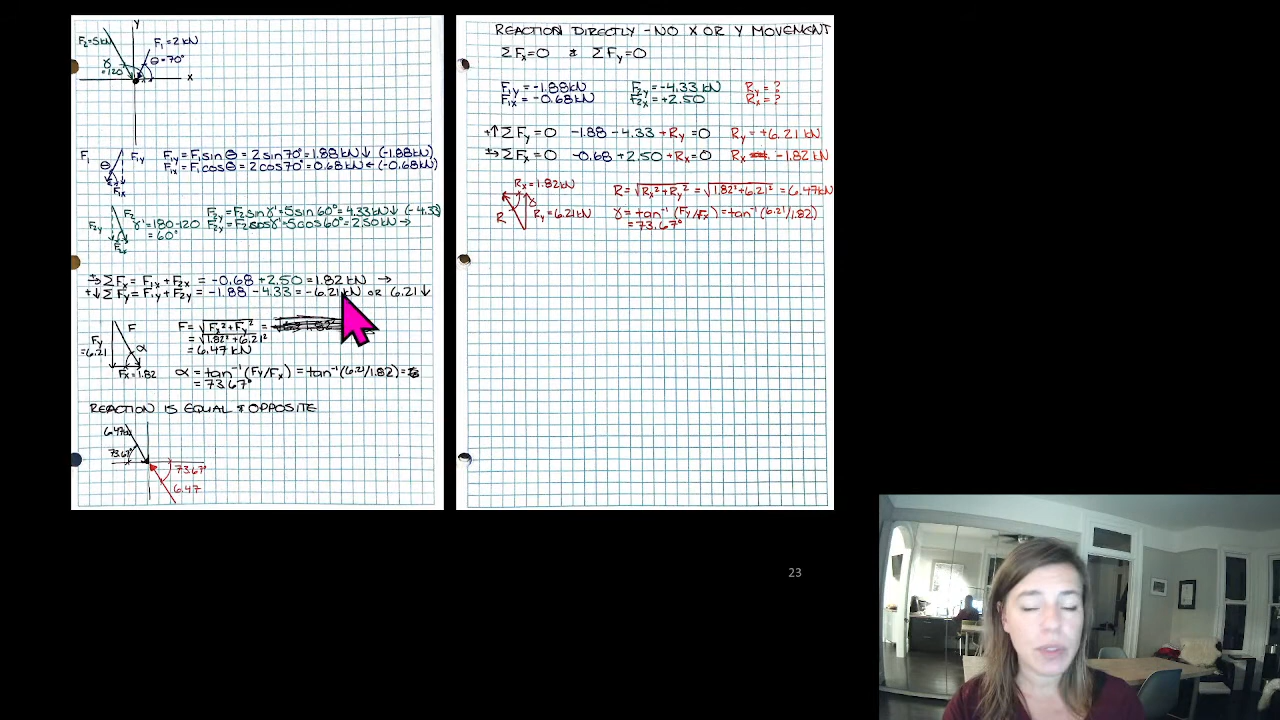 Y
F₂=5kN
F₁=2kN
γ
=120
θ=70°
X
F₁
F₁y
θ
F₁x
F₁y=F₁sinθ=2sin70°=1.88kN↓ (-1.88kN)
F₁x=F₁cosθ=2cos70°=0.68kN← (-0.68kN)
F₂
F₂y
F₂x
γ'=180-120
=60°
F₂y=F₂sinγ'=5sin60°=4.33kN↓ (-4.33
F₂y=F₂cosγ'=5cos60°=2.50kN→
+→ΣFx=F₁x+F₂x=-0.68+2.50=1.82kN →
+↓ΣFy=F₁y+F₂y=-1.88-4.33=-6.21kN OR 6.21↓
F
Fy
=6.21
α
Fx=1.82
F=√Fx²+Fy² =
=√1.82²+6.21²
=6.47kN
α=tan⁻¹(Fy/Fx)=tan⁻¹(6.21/1.82)=
=73.67°
REACTION IS EQUAL & OPPOSITE
6.47kN
73.67°
73.67°
6.47
REACTION DIRECTLY - NO X OR Y MOVEMENT
ΣFx=0 & ΣFy=0
F₁y=-1.88kN F₂y=-4.33kN Ry=?
F₁x=-0.68kN F₂x=+2.50 Rx=?
+↑ΣFy=0 -1.88-4.33+Ry=0 Ry=+6.21kN
+→ΣFx=0 -0.68+2.50+Rx=0 Rx -1.82kN
Rx=1.82kN
γ
R
Ry=6.21kN
R=√Rx²+Ry²=√1.82²+6.21²=6.47kN
γ=tan⁻¹(Fy/Fx)=tan⁻¹(6.21/1.82)
=73.67°
23